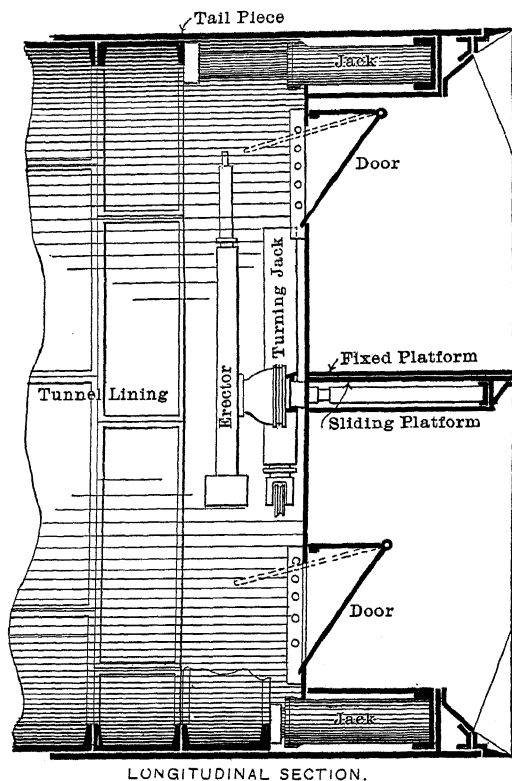 Tail Piece
Jack
Door
Turning Jack
Erector
Fixed Platform
Tunnel Lining
Sliding Platform
Door
Jack
LONGITUDINAL SECTION.